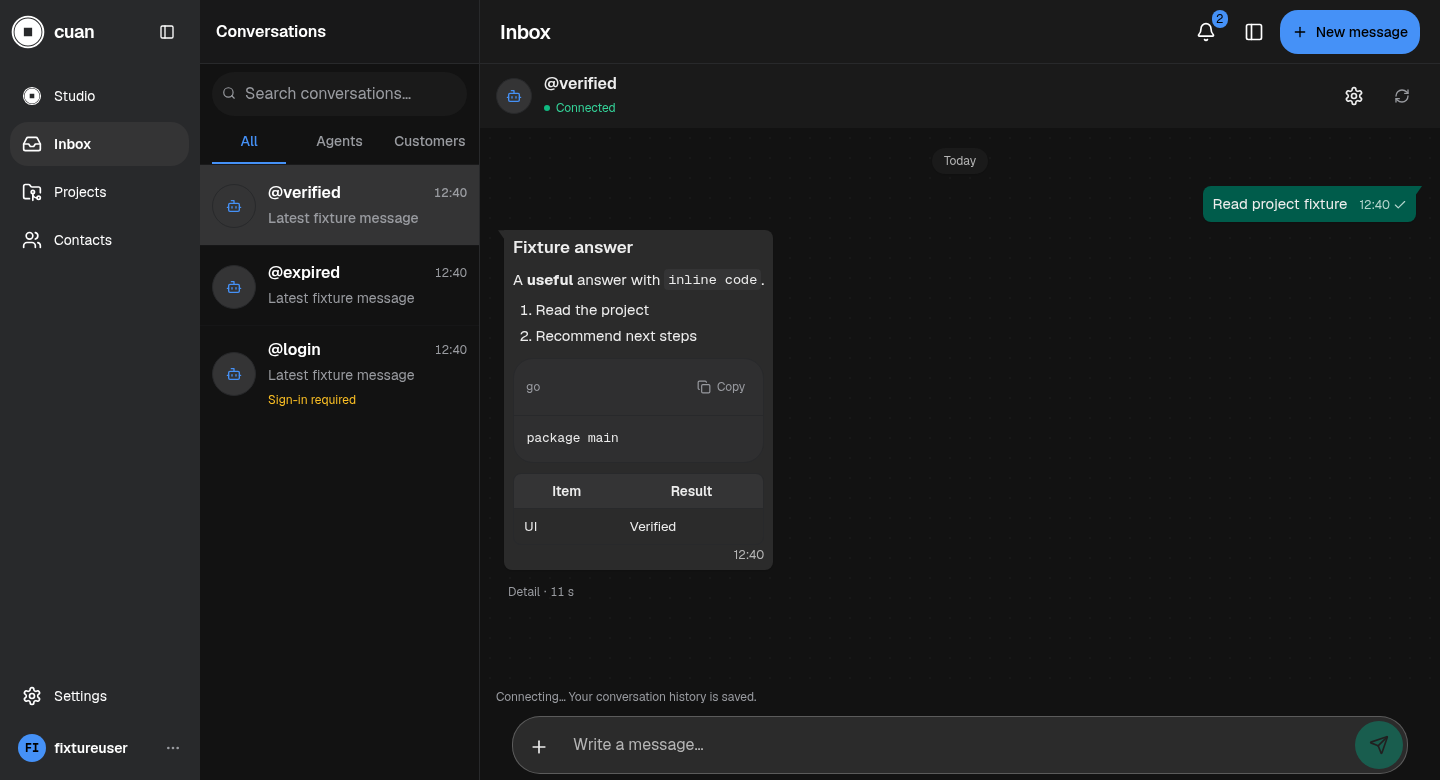 cuan
Studio
Inbox
Projects
Contacts
Settings
FI fixtureuser
Conversations
Search conversations...
All Agents Customers
@verified 12:40
Latest fixture message
@expired 12:40
Latest fixture message
@login 12:40
Latest fixture message
Sign-in required
Inbox
2
New message
@verified
Connected
Today
Read project fixture 12:40
Fixture answer
A useful answer with inline code.
1. Read the project
2. Recommend next steps
go Copy
package main
Item Result
UI Verified
12:40
Detail · 11 s
Connecting… Your conversation history is saved.
Write a message...